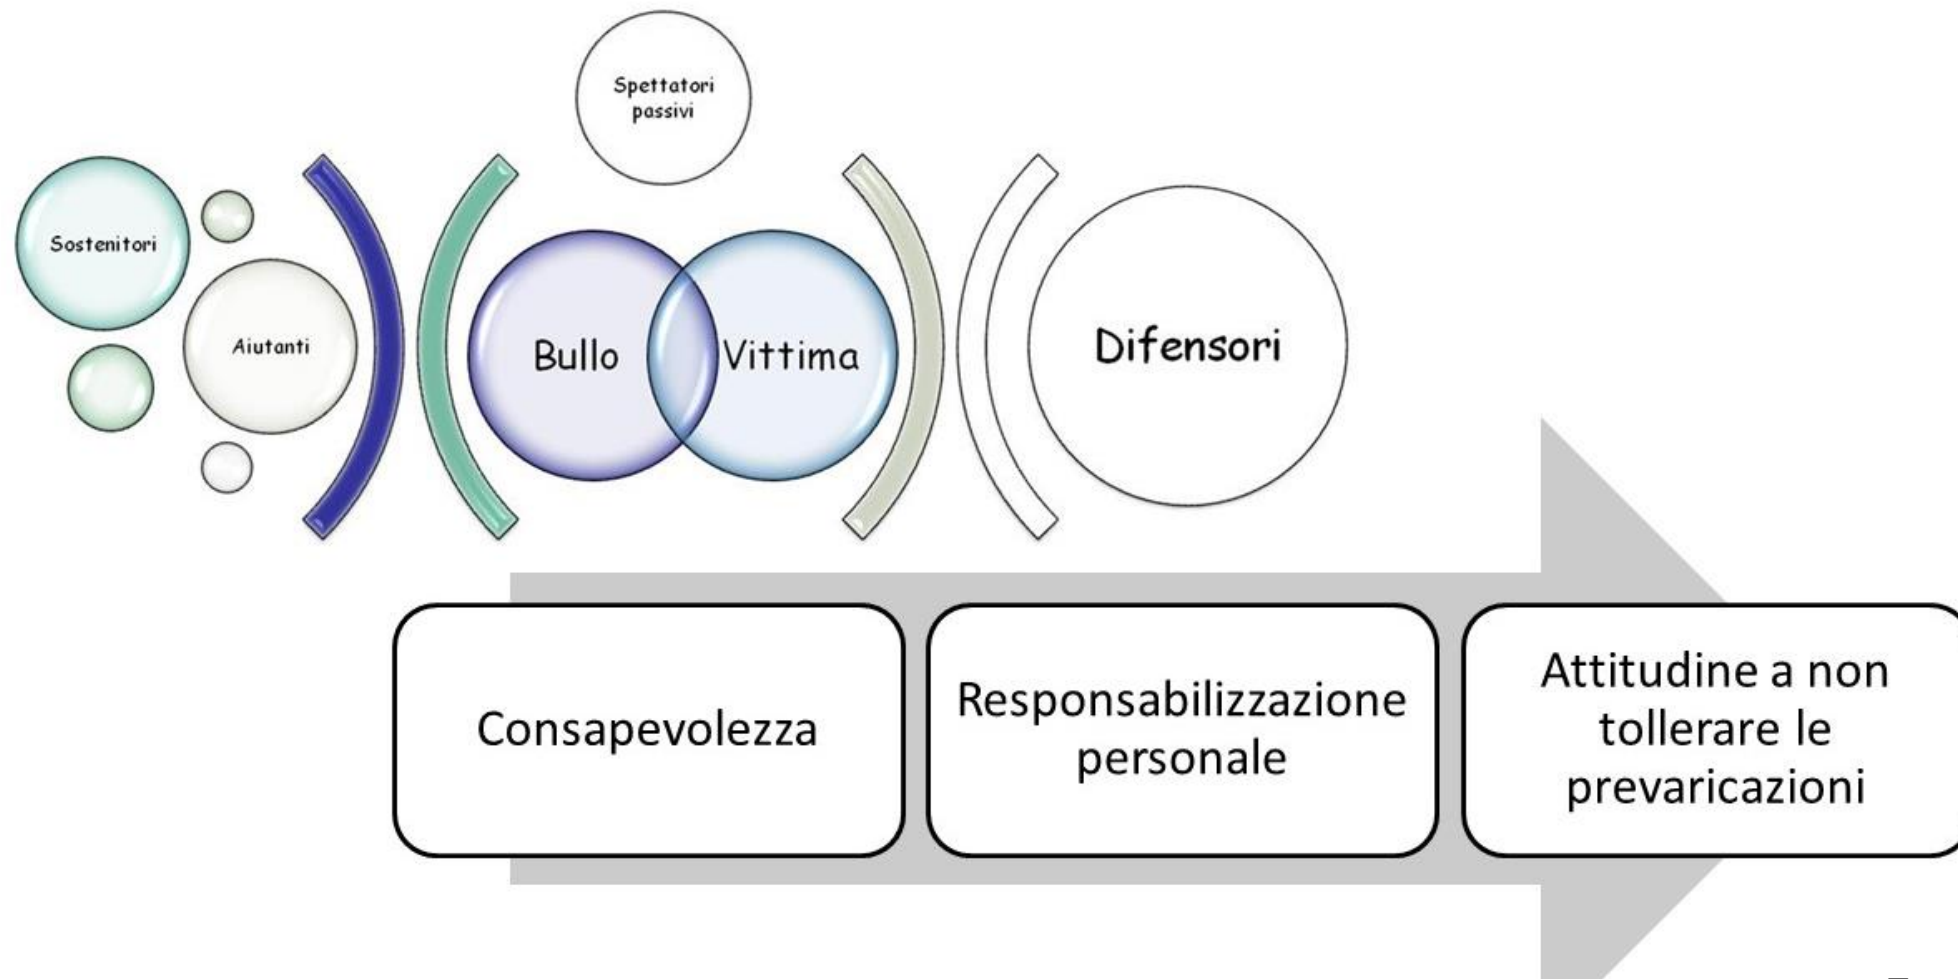 Spettatori
passivi
Sostenitori
Aiutanti
Bullo
Vittima
Difensori
Consapevolezza
Responsabilizzazione
personale
Attitudine a non
tollerare le
prevaricazioni